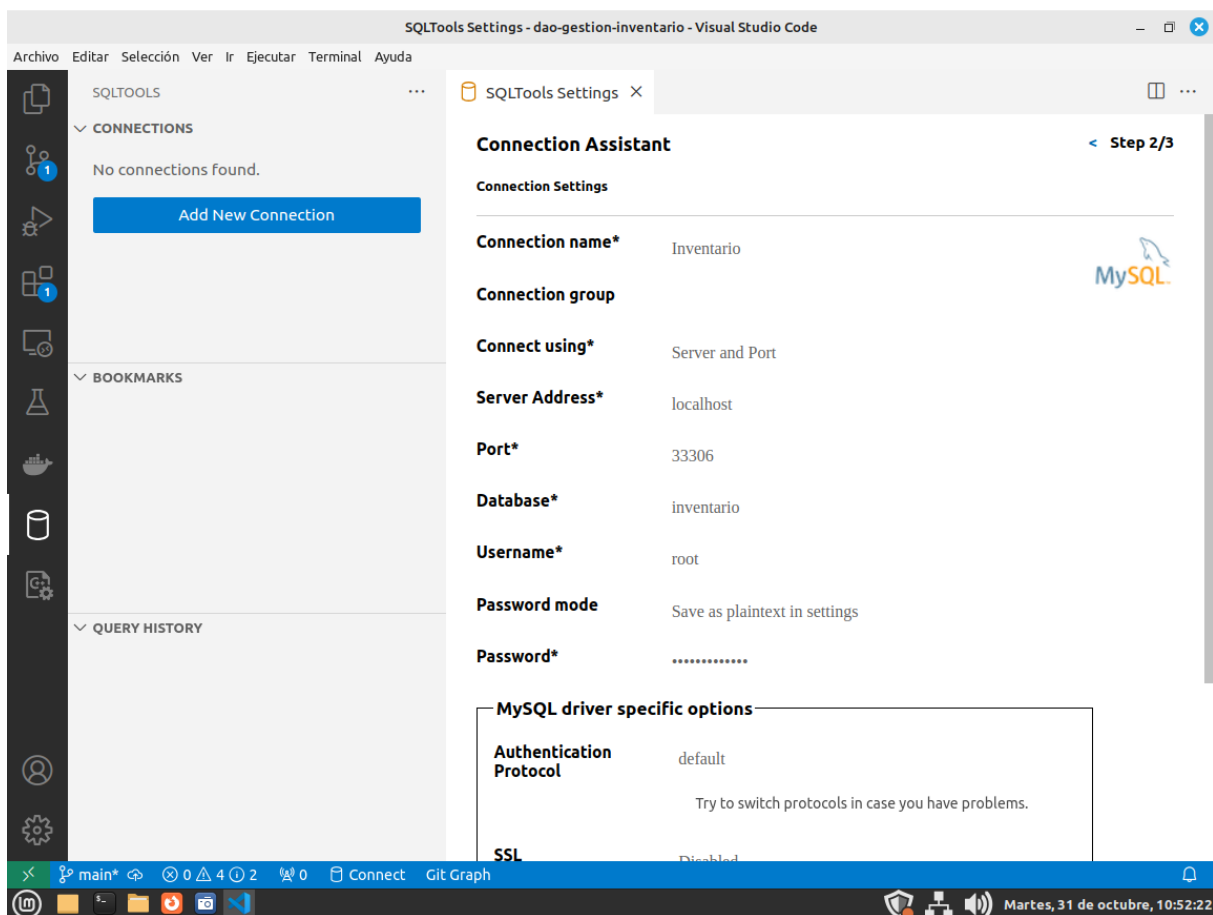 SQLTools Settings - dao-gestion-inventario - Visual Studio Code
Archivo Editar Selección Ver Ir Ejecutar Terminal Ayuda
SQLTOOLS
CONNECTIONS
No connections found.
Add New Connection
BOOKMARKS
QUERY HISTORY
1
1
SQLTools Settings
Connection Assistant
< Step 2/3
Connection Settings
Connection name* Inventario
MySQL
Connection group
Connect using* Server and Port
Server Address* localhost
Port* 33306
Database* inventario
Username* root
Password mode Save as plaintext in settings
Password* •••••••••••••
MySQL driver specific options
Authentication Protocol default
Try to switch protocols in case you have problems.
SSL Disabled
main* 0 4 2 0 Connect Git Graph
Martes, 31 de octubre, 10:52:22